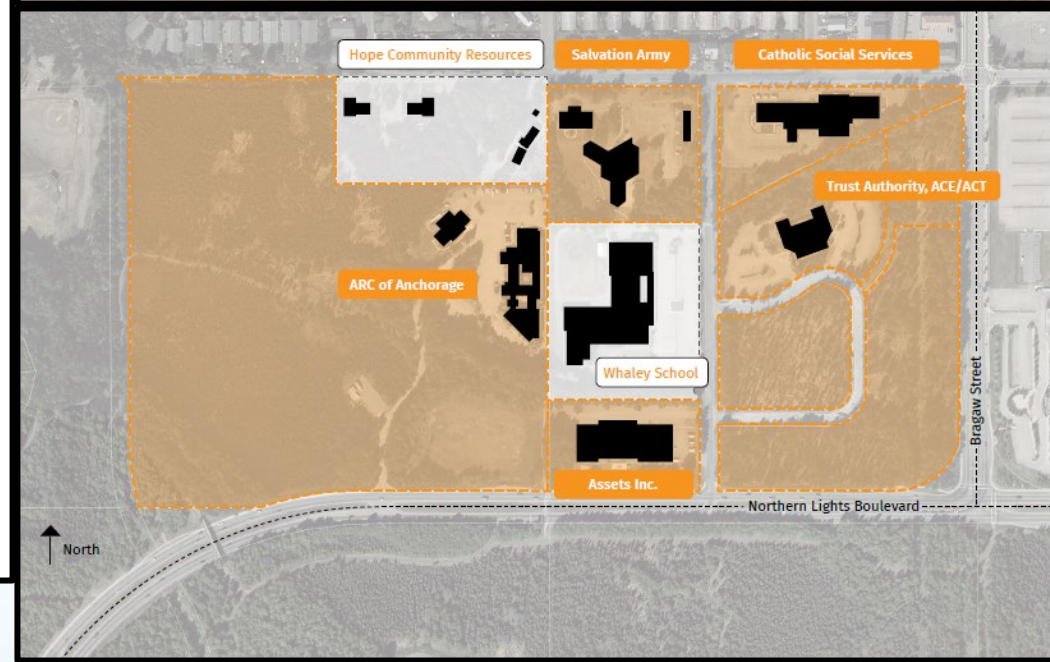 Hope Community Resources
Salvation Army
Catholic Social Services
Trust Authority, ACE/ACT
ARC of Anchorage
Whaley School
Assets Inc.
Bragaw Street
Northern Lights Boulevard
North